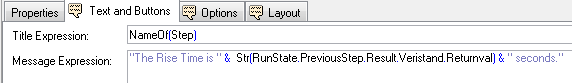 Properties Text and Buttons Options Layout
Title Expression: NameOf(Step)
Message Expression: "The Rise Time is " & Str(RunState.PreviousStep.Result.Veristand.Returnval) & " seconds."